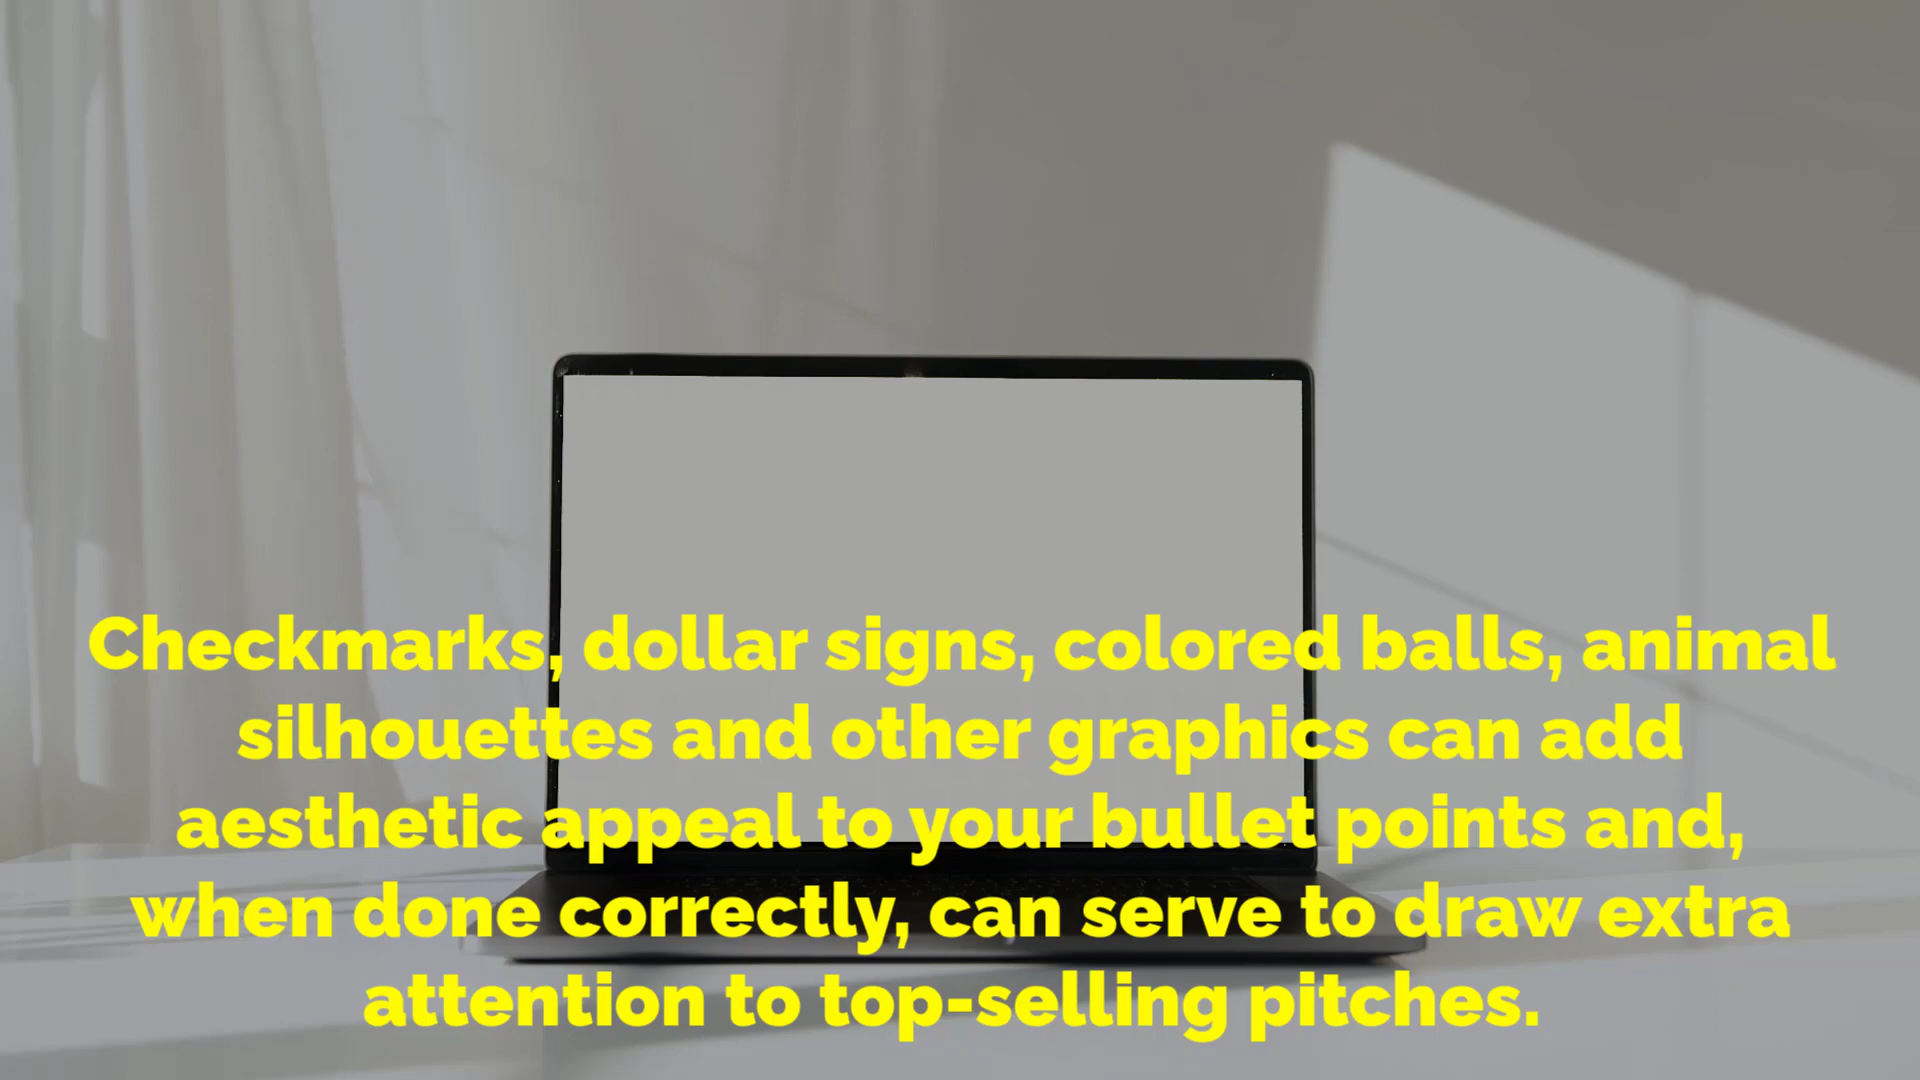 Checkmarks, dollar signs, colored balls, animal
silhouettes and other graphics can add
aesthetic appeal to your bullet points and,
when done correctly, can serve to draw extra
attention to top-selling pitches.